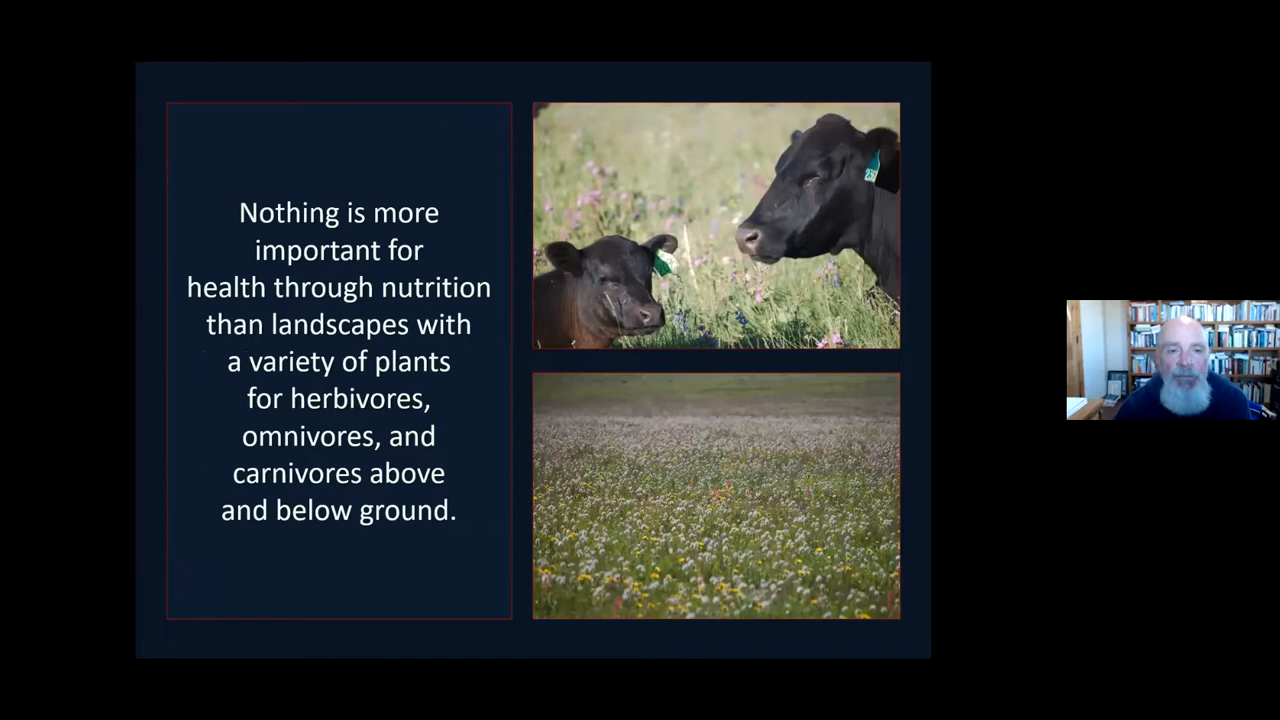 Nothing is more
important for
health through nutrition
than landscapes with
a variety of plants
for herbivores,
omnivores, and
carnivores above
and below ground.